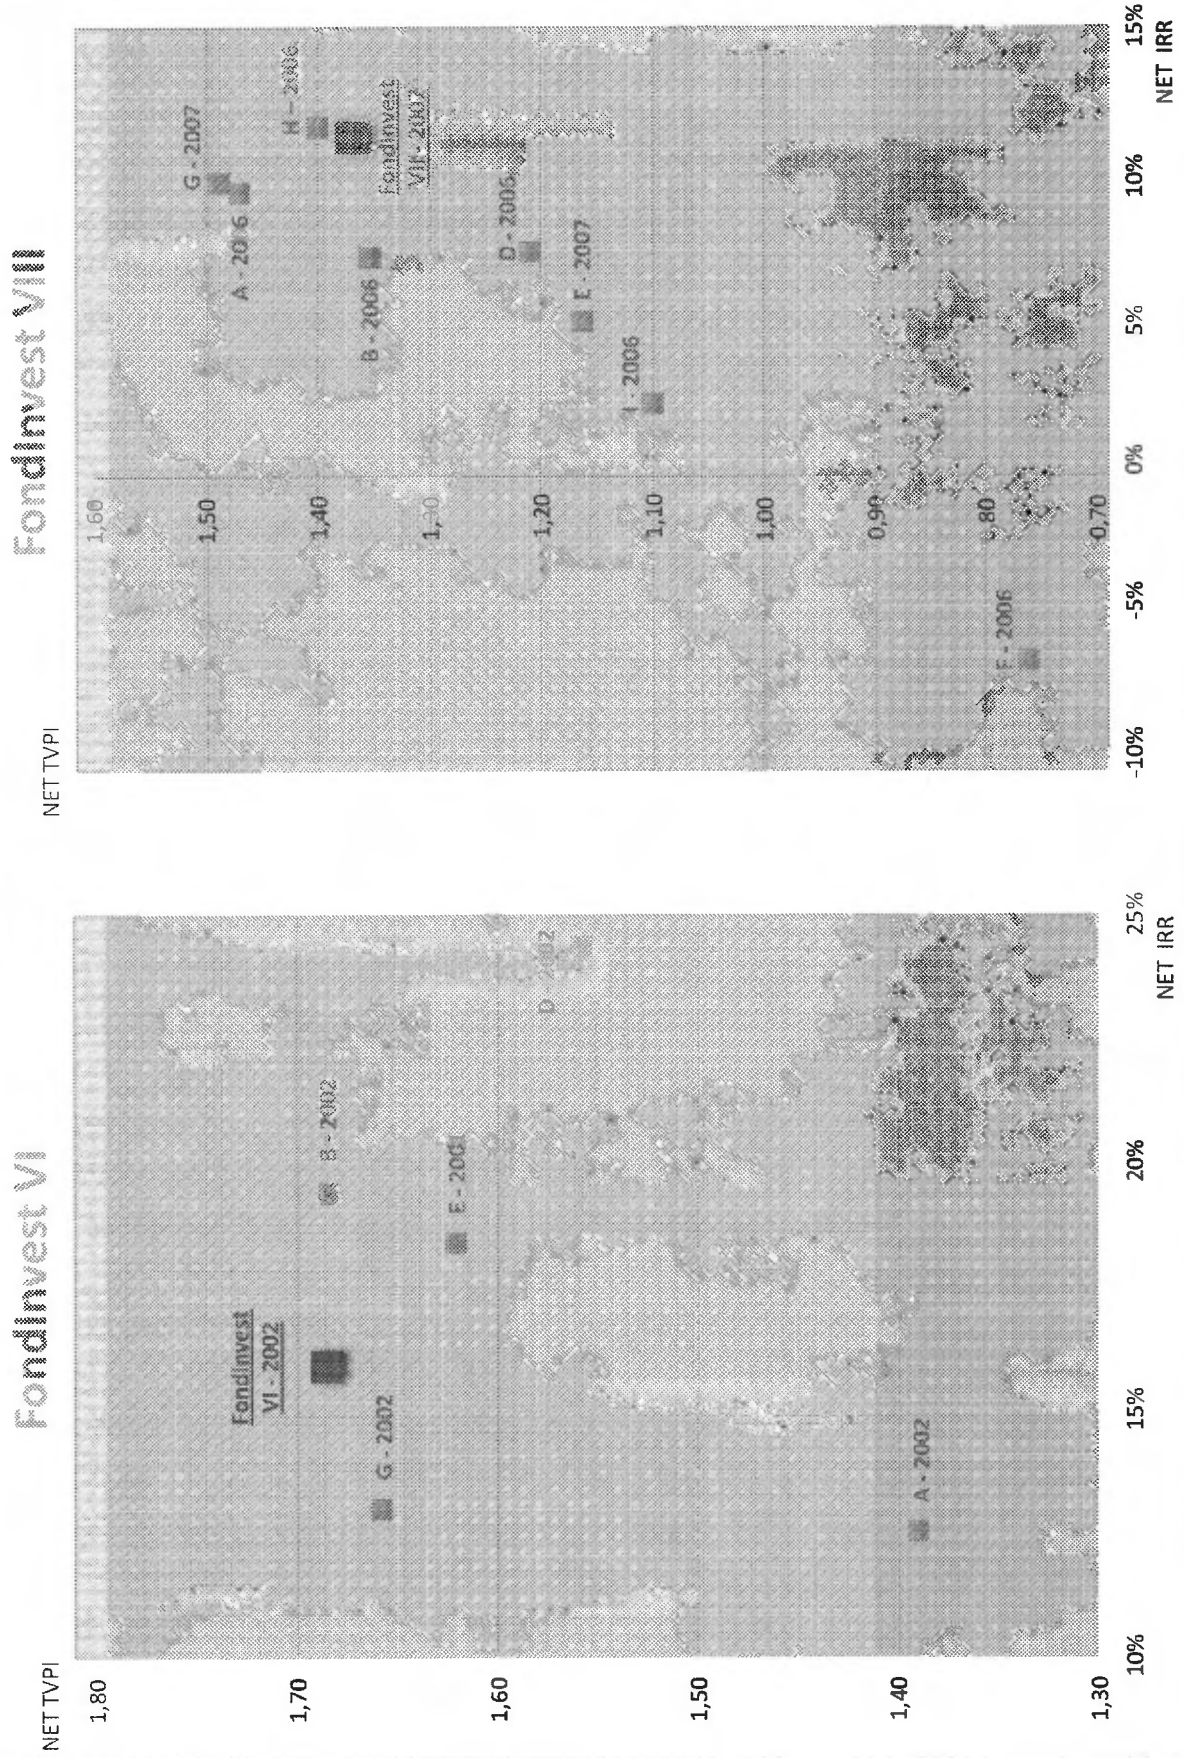 FondInvest VI
NET TVPI
1,80
1,70
1,60
1,50
1,40
1,30
10%
15%
20%
25%
NET IRR
FondInvest
VI - 2002
B - 2002
G - 2002
E - 200
D - 2002
A - 2002
FondInvest VIII
NET TVPI
1,60
1,50
1,40
1,20
1,10
1,00
0,90
0,80
0,70
-10%
-5%
0%
5%
10%
15%
NET IRR
G - 2007
A - 2006
H - 2006
FondInvest
VIII - 2007
B - 2006
D - 2006
E - 2007
I - 2006
F - 2006